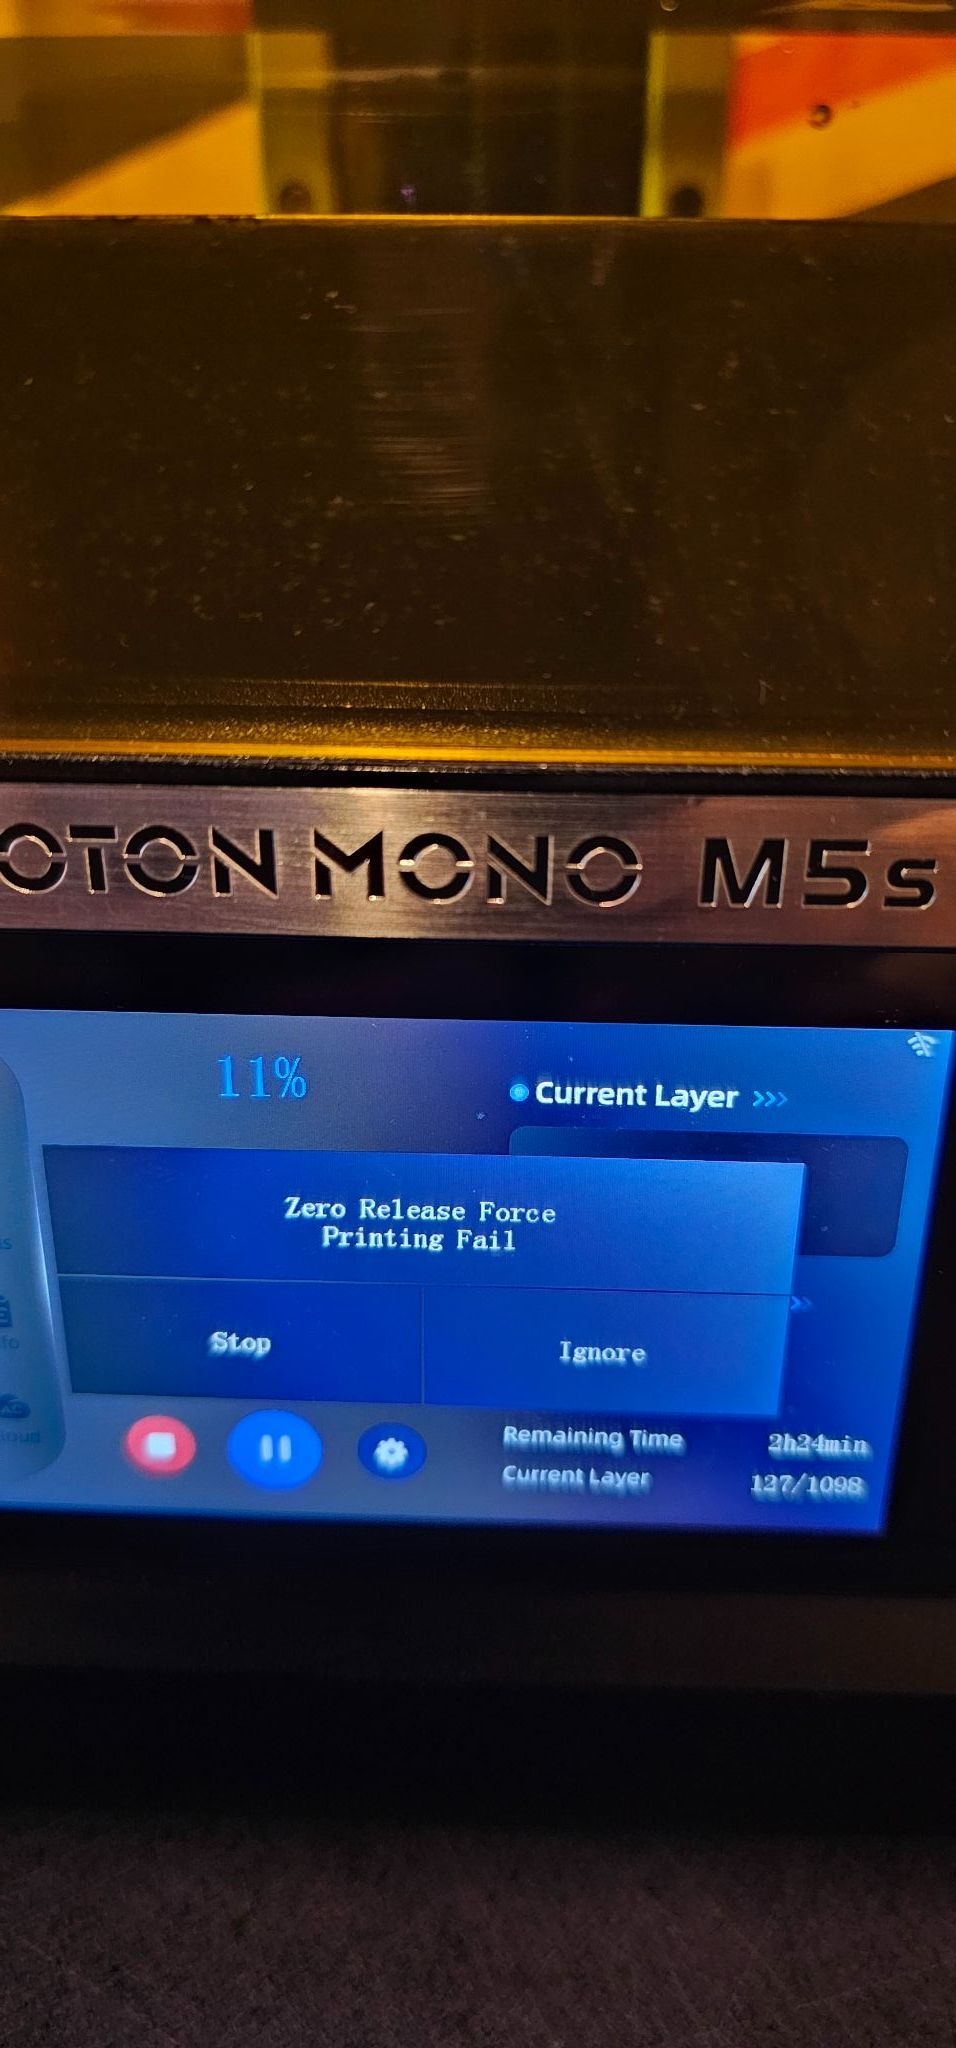 OTON MONO M5s
11%
Current Layer >>>
Zero Release Force
Printing Fail
Stop
Ignore
Remaining Time 2h24min
Current Layer 127/1098